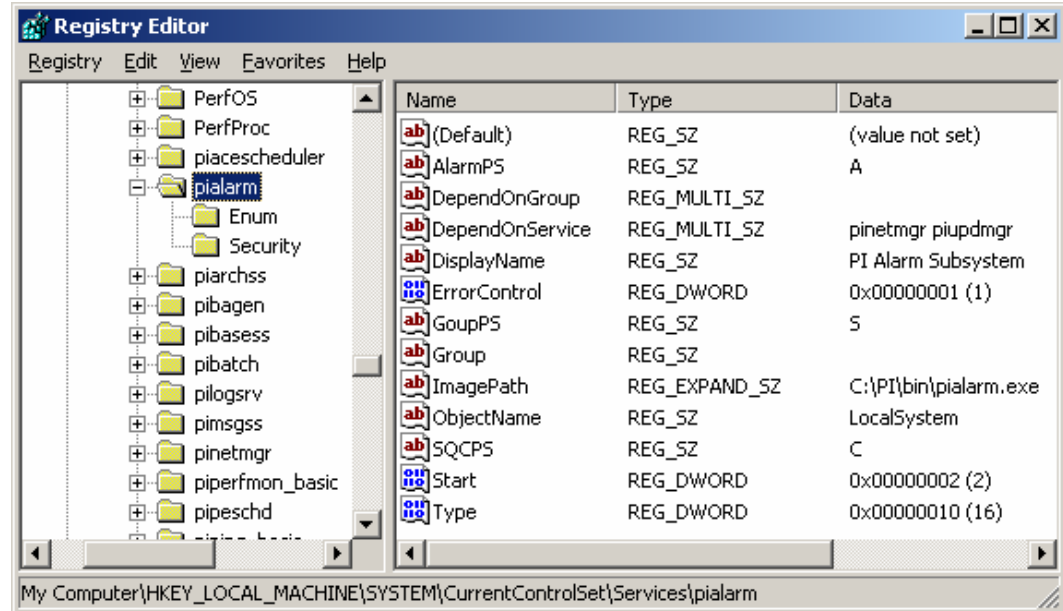 Registry Editor
Registry Edit View Favorites Help
PerfOS
PerfProc
piacescheduler
pialarm
Enum
Security
piarchss
pibagen
pibasess
pibatch
pilogsrv
pimsgss
pinetmgr
piperfmon_basic
pipeschd
Name Type Data
(Default) REG_SZ (value not set)
AlarmPS REG_SZ A
DependOnGroup REG_MULTI_SZ
DependOnService REG_MULTI_SZ pinetmgr piupdmgr
DisplayName REG_SZ PI Alarm Subsystem
ErrorControl REG_DWORD 0x00000001 (1)
GoupPS REG_SZ S
Group REG_SZ
ImagePath REG_EXPAND_SZ C:\PI\bin\pialarm.exe
ObjectName REG_SZ LocalSystem
SQCPS REG_SZ C
Start REG_DWORD 0x00000002 (2)
Type REG_DWORD 0x00000010 (16)
My Computer\HKEY_LOCAL_MACHINE\SYSTEM\CurrentControlSet\Services\pialarm